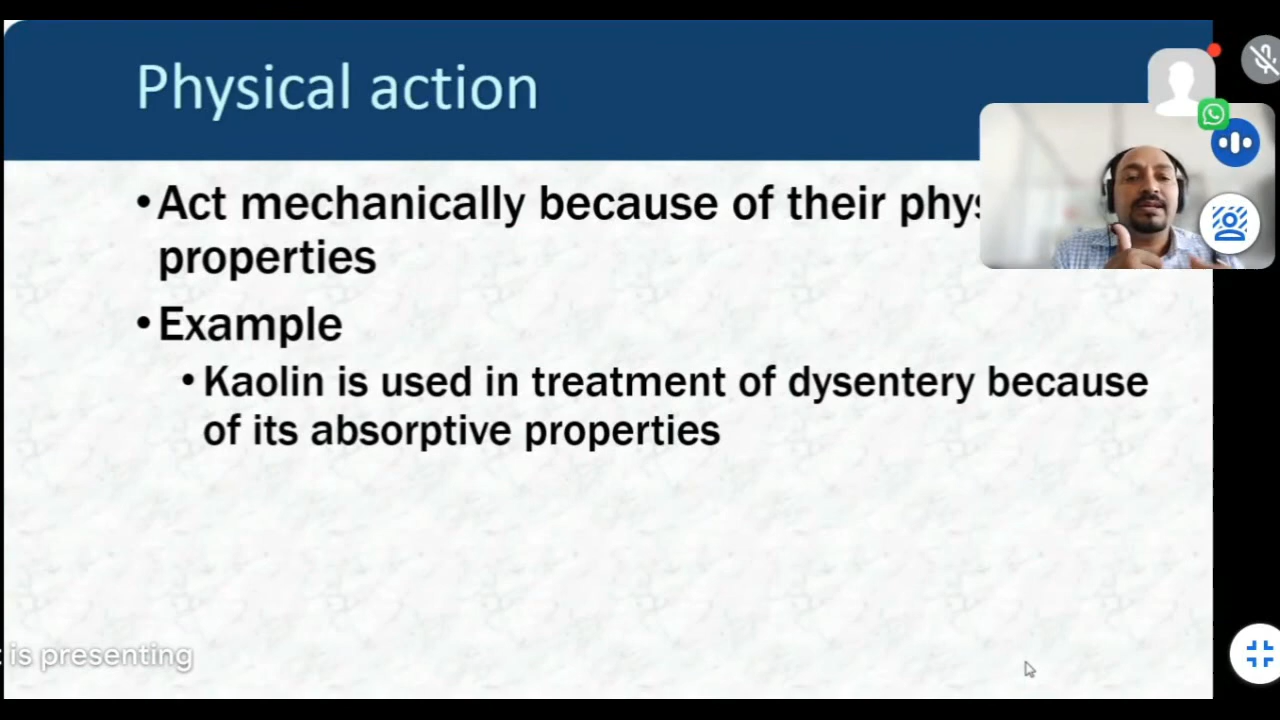 Physical action
•Act mechanically because of their phys
properties
•Example
•Kaolin is used in treatment of dysentery because
of its absorptive properties
is presenting